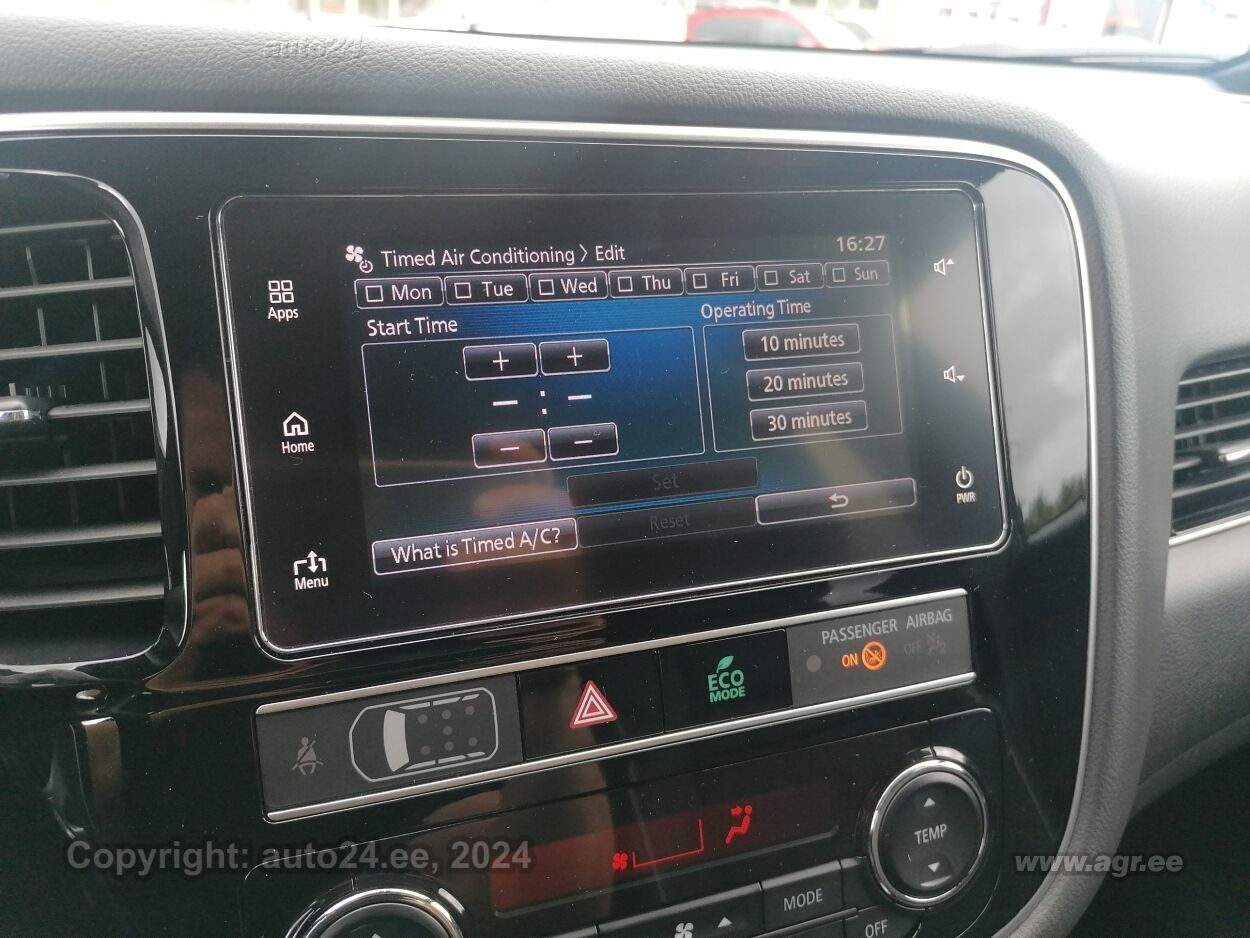 auto24
Timed Air Conditioning > Edit 16:27
Apps
Mon Tue Wed Thu Fri Sat Sun
Start Time Operating Time
+ + 10 minutes
– : – 20 minutes
– – 30 minutes
Home
PWR
Set
Reset
What is Timed A/C?
Menu
PASSENGER AIRBAG
ON OFF
ECO
MODE
TEMP
MODE
OFF
Copyright: auto24.ee, 2024 www.agr.ee